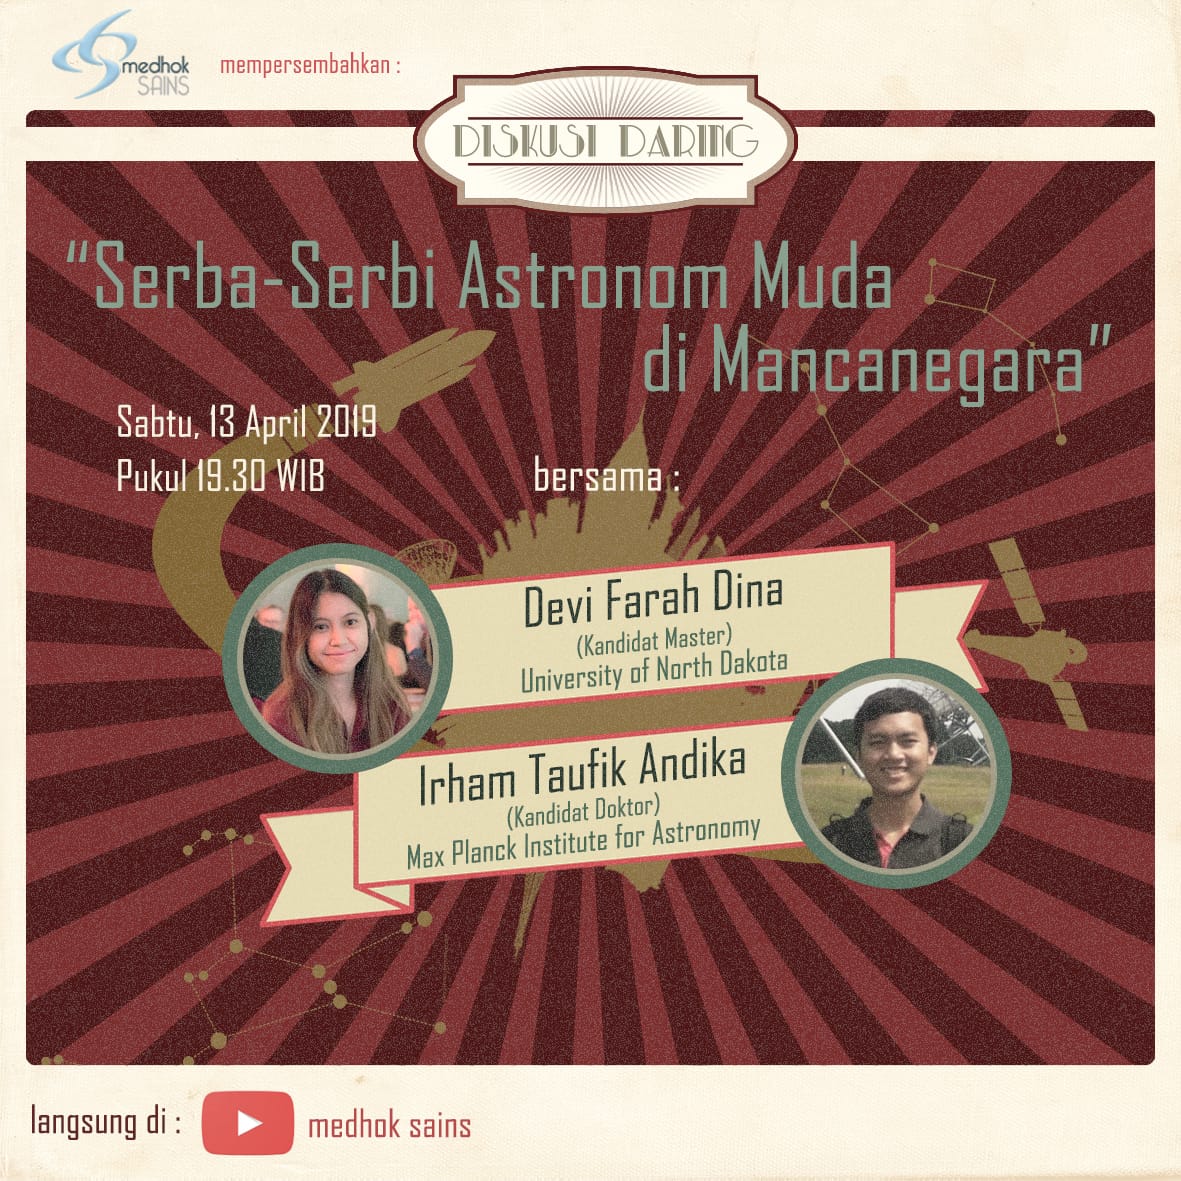 medhok
SAINS
mempersembahkan :
DISKUSI DARING
“Serba-Serbi Astronom Muda
di Mancanegara”
Sabtu, 13 April 2019
Pukul 19.30 WIB
bersama :
Devi Farah Dina
(Kandidat Master)
University of North Dakota
Irham Taufik Andika
(Kandidat Doktor)
Max Planck Institute for Astronomy
langsung di :
medhok sains